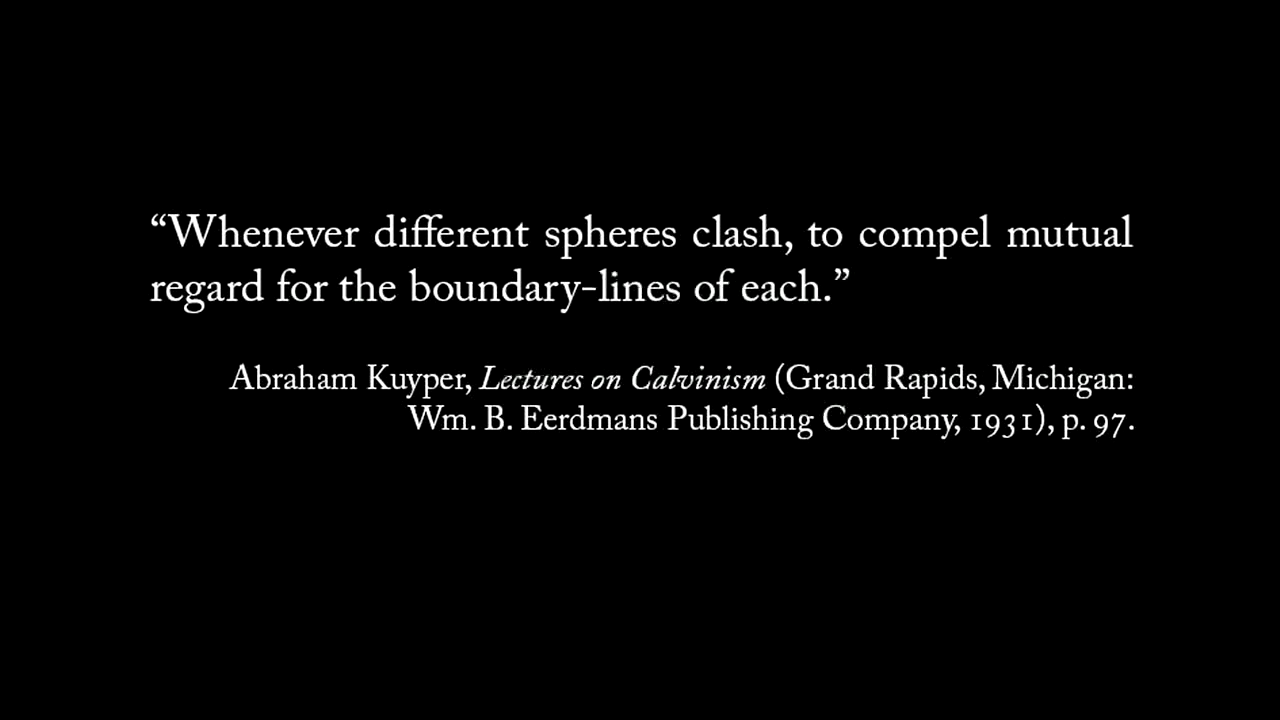 “Whenever different spheres clash, to compel mutual
regard for the boundary-lines of each.”
Abraham Kuyper, Lectures on Calvinism (Grand Rapids, Michigan:
Wm. B. Eerdmans Publishing Company, 1931), p. 97.